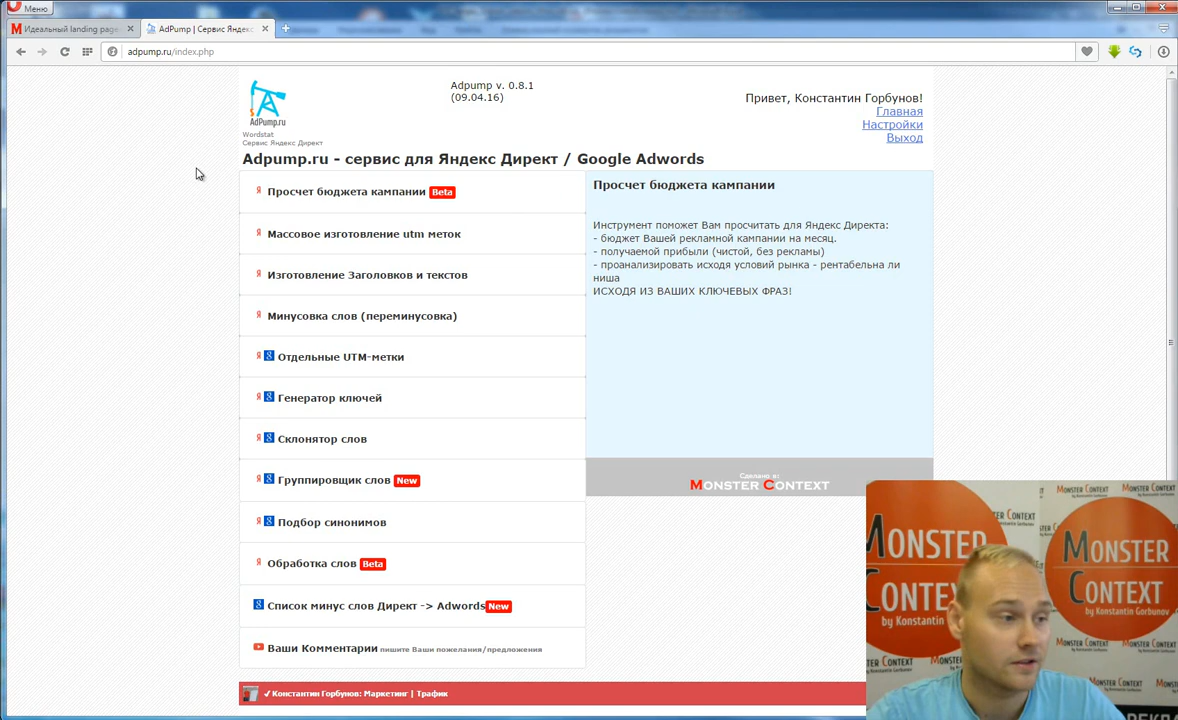 Меню
Идеальный landing page
AdPump | Сервис Яндекс
adpump.ru/index.php
AdPump.ru
Wordstat
Сервис Яндекс Директ
Adpump v. 0.8.1
(09.04.16)
Привет, Константин Горбунов!
Главная
Настройки
Выход
Adpump.ru - сервис для Яндекс Директ / Google Adwords
Просчет бюджета кампании Beta
Массовое изготовление utm меток
Изготовление Заголовков и текстов
Минусовка слов (переминусовка)
Отдельные UTM-метки
Генератор ключей
Склонятор слов
Группировщик слов New
Подбор синонимов
Обработка слов Beta
Список минус слов Директ -> Adwords New
Ваши Комментарии пишите Ваши пожелания/предложения
Просчет бюджета кампании
Инструмент поможет Вам просчитать для Яндекс Директа:
- бюджет Вашей рекламной кампании на месяц.
- получаемой прибыли (чистой, без рекламы)
- проанализировать исходя условий рынка - рентабельна ли
ниша
ИСХОДЯ ИЗ ВАШИХ КЛЮЧЕВЫХ ФРАЗ!
Сделано в:
MONSTER CONTEXT
✓ Константин Горбунов: Маркетинг | Трафик
MONSTER
CONTEXT
by Konstantin
MONSTER
CONTEXT
by Konstantin Gorbunov